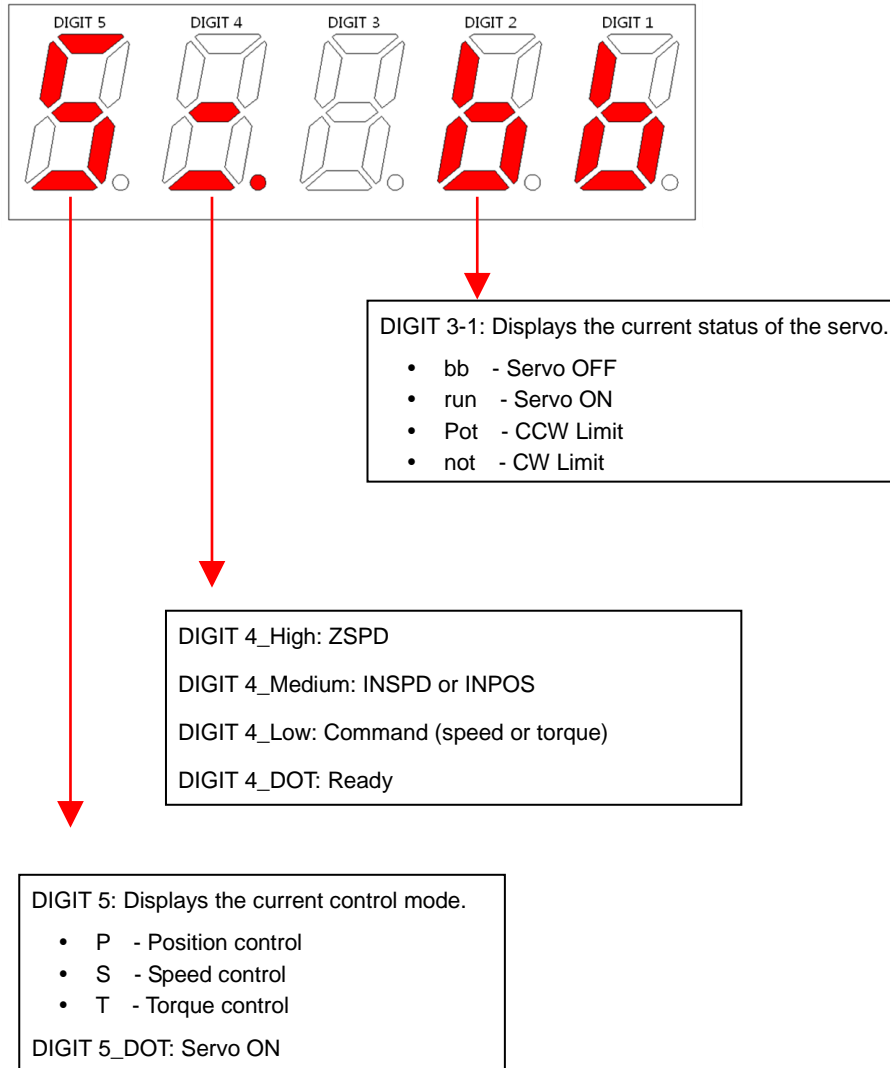 DIGIT 5 DIGIT 4 DIGIT 3 DIGIT 2 DIGIT 1
S bb
DIGIT 3-1: Displays the current status of the servo.
• bb - Servo OFF
• run - Servo ON
• Pot - CCW Limit
• not - CW Limit
DIGIT 4_High: ZSPD
DIGIT 4_Medium: INSPD or INPOS
DIGIT 4_Low: Command (speed or torque)
DIGIT 4_DOT: Ready
DIGIT 5: Displays the current control mode.
• P - Position control
• S - Speed control
• T - Torque control
DIGIT 5_DOT: Servo ON